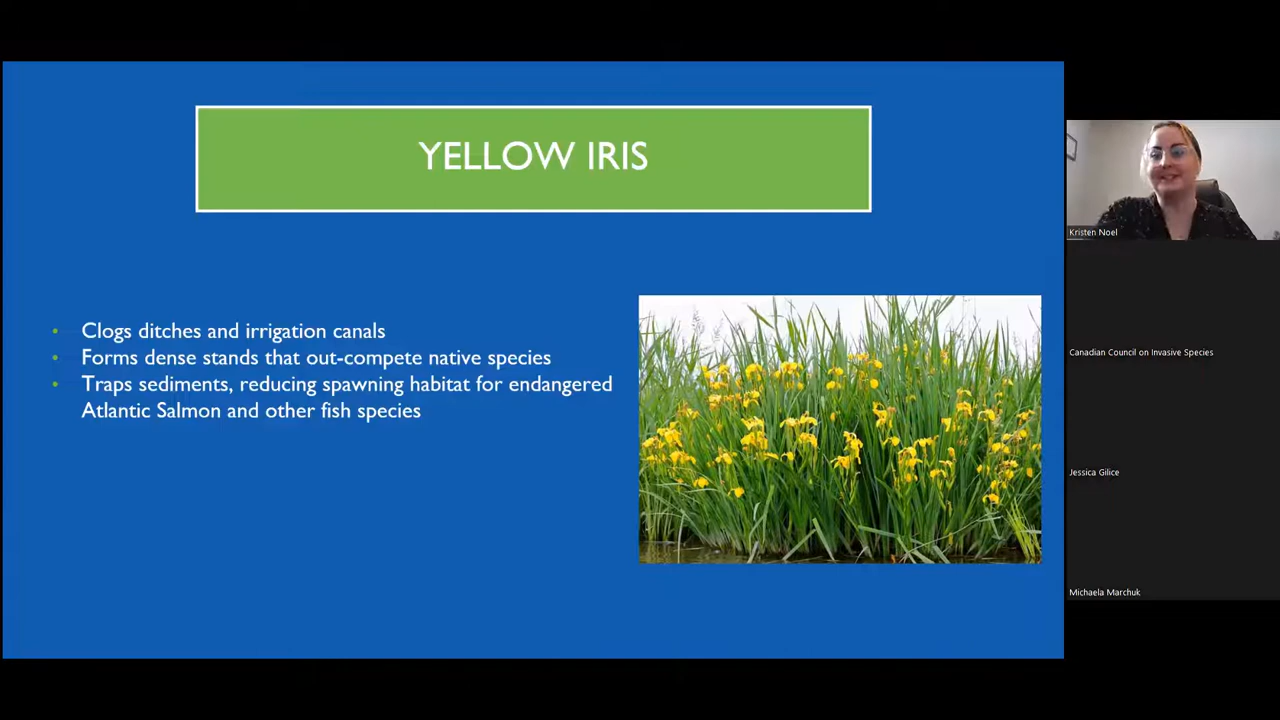 YELLOW IRIS
• Clogs ditches and irrigation canals
• Forms dense stands that out-compete native species
• Traps sediments, reducing spawning habitat for endangered
Atlantic Salmon and other fish species
Kristen Noel
Canadian Council on Invasive Species
Jessica Gilice
Michaela Marchuk